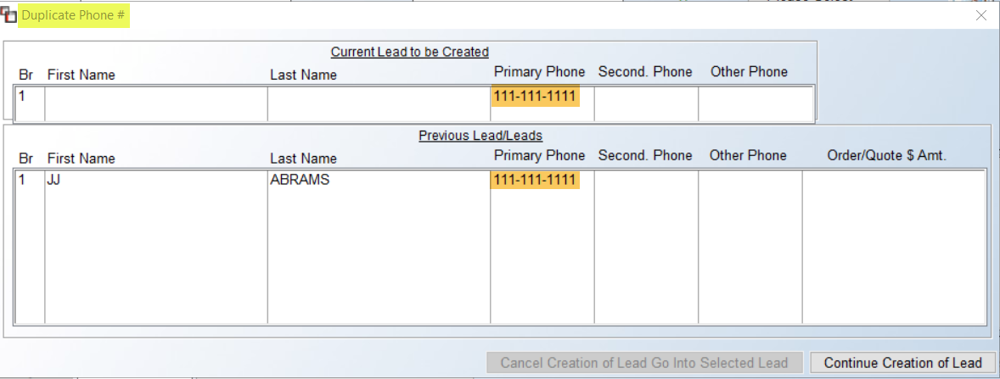 Duplicate Phone #
Current Lead to be Created
Br First Name Last Name Primary Phone Second. Phone Other Phone
1 111-111-1111
Previous Lead/Leads
Br First Name Last Name Primary Phone Second. Phone Other Phone Order/Quote $ Amt.
1 JJ ABRAMS 111-111-1111
Cancel Creation of Lead Go Into Selected Lead Continue Creation of Lead